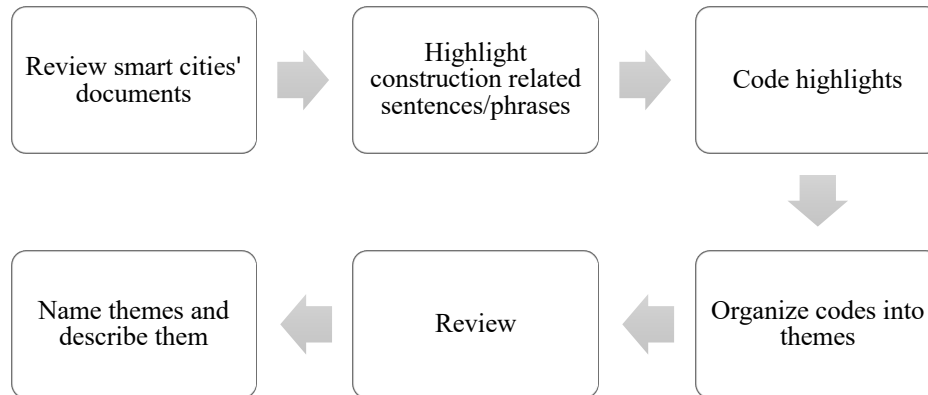 Review smart cities'
documents
Highlight
construction related
sentences/phrases
Code highlights
Organize codes into
themes
Review
Name themes and
describe them